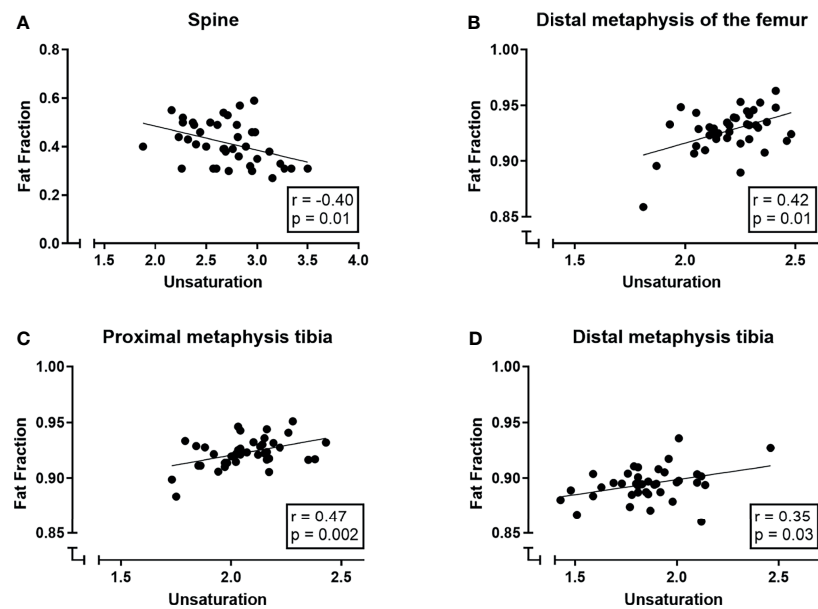 A
Spine
0.8
0.6
0.4
0.2
0.0
Fat Fraction
r = -0.40
p = 0.01
1.5 2.0 2.5 3.0 3.5 4.0
Unsaturation
B
Distal metaphysis of the femur
1.00
0.95
0.90
0.85
Fat Fraction
r = 0.42
p = 0.01
1.5 2.0 2.5
Unsaturation
C
Proximal metaphysis tibia
1.00
0.95
0.90
0.85
Fat Fraction
r = 0.47
p = 0.002
1.5 2.0 2.5
Unsaturation
D
Distal metaphysis tibia
1.00
0.95
0.90
0.85
Fat Fraction
r = 0.35
p = 0.03
1.5 2.0 2.5
Unsaturation